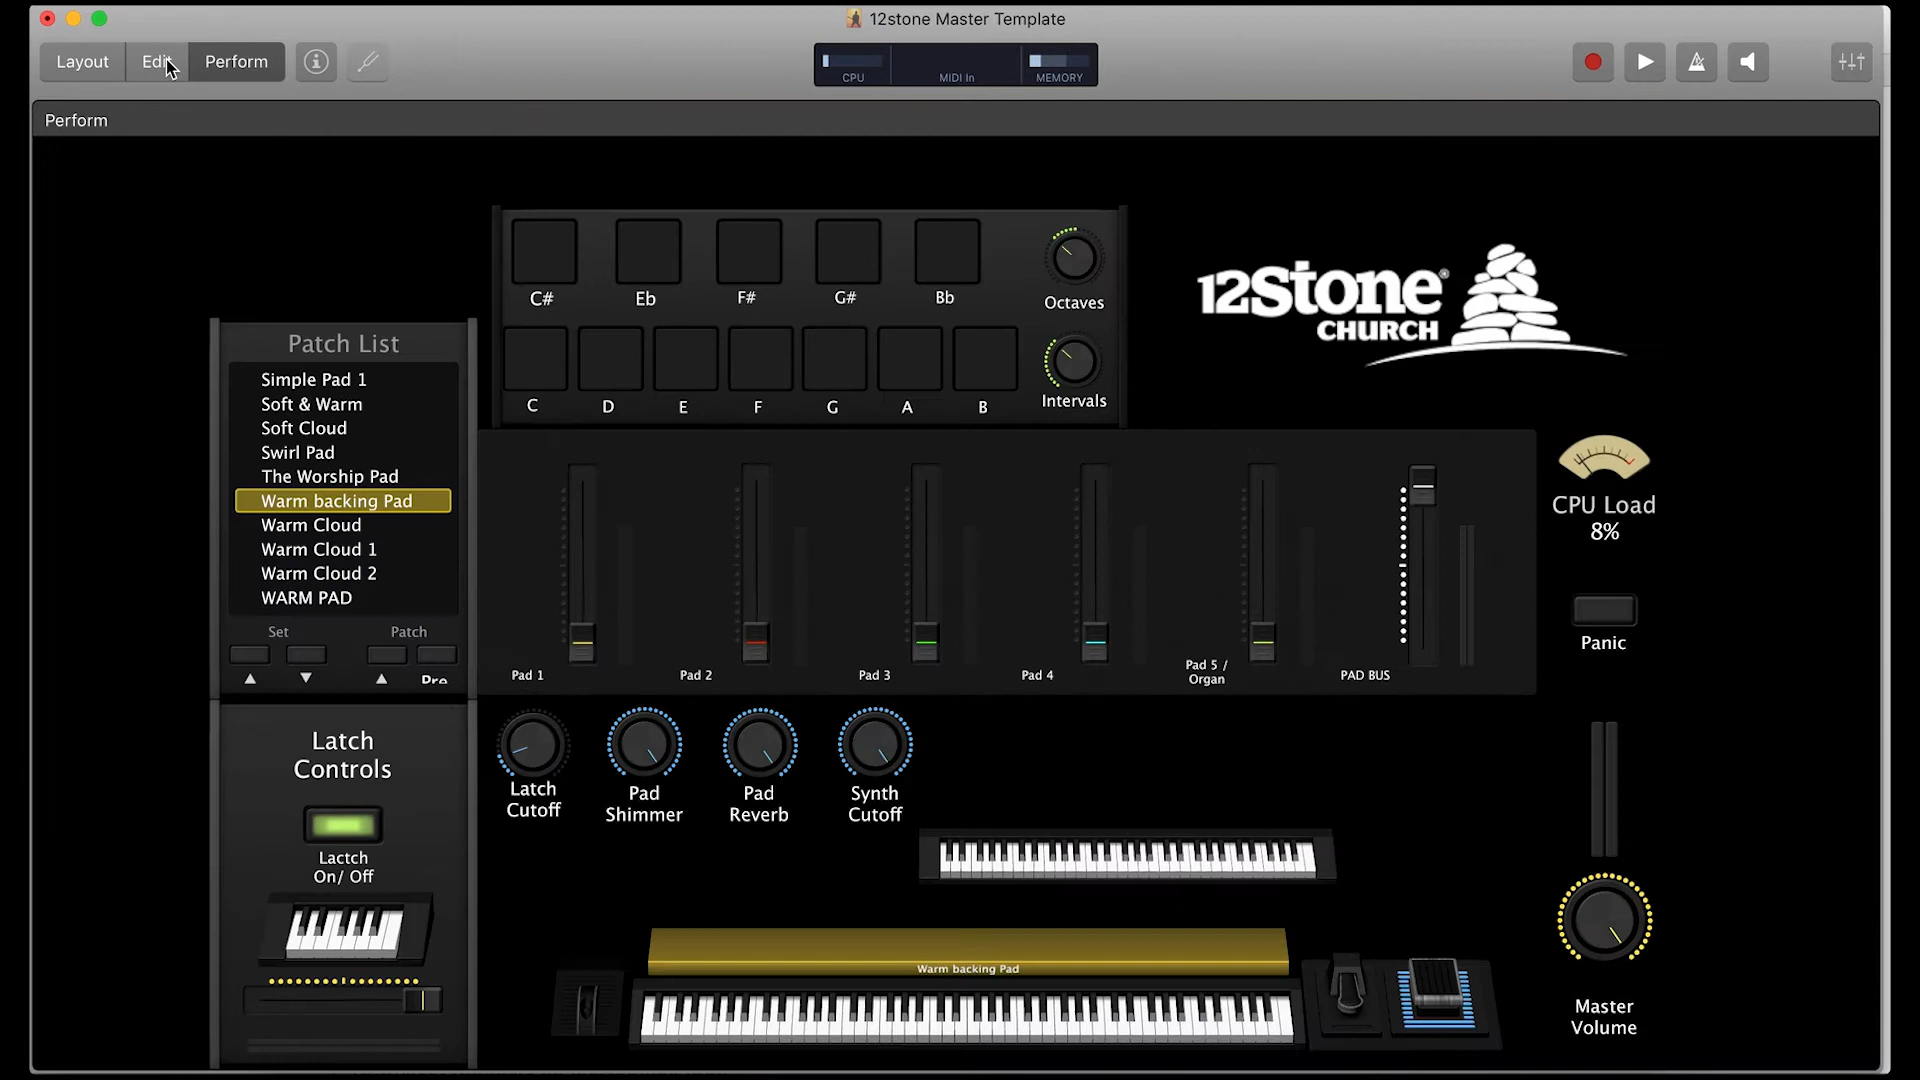 12stone Master Template
Layout
Edit
Perform
CPU
MIDI In
MEMORY
Perform
C#
Eb
F#
G#
Bb
Octaves
C
D
E
F
G
A
B
Intervals
12Stone®
CHURCH
Patch List
Simple Pad 1
Soft & Warm
Soft Cloud
Swirl Pad
The Worship Pad
Warm backing Pad
Warm Cloud
Warm Cloud 1
Warm Cloud 2
WARM PAD
Set
Patch
Pre
Pad 1
Pad 2
Pad 3
Pad 4
Pad 5 /
Organ
PAD BUS
CPU Load
8%
Panic
Latch
Controls
Lactch
On/ Off
Latch
Cutoff
Pad
Shimmer
Pad
Reverb
Synth
Cutoff
Warm backing Pad
Master
Volume